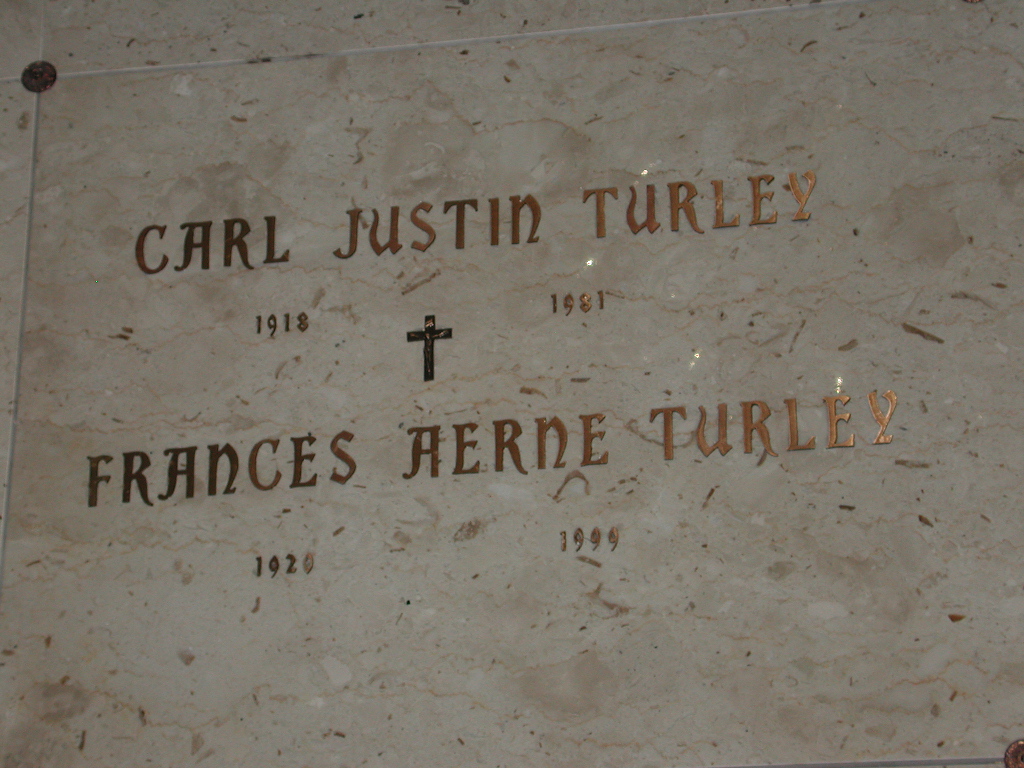 CARL JUSTIN TURLEY
1918 1981
FRANCES AERNE TURLEY
1920 1999